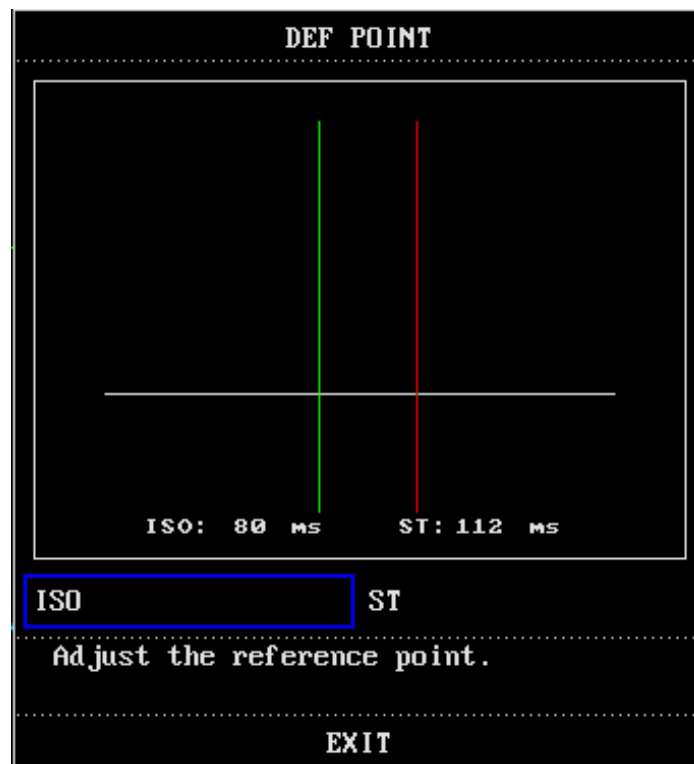 DEF POINT
ISO: 80 ms ST: 112 ms
ISO ST
Adjust the reference point.
EXIT